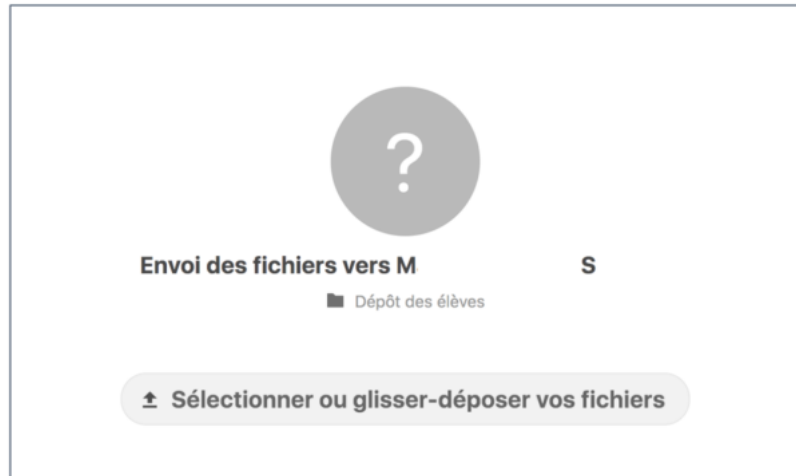 ?
Envoi des fichiers vers M S
Dépôt des élèves
Sélectionner ou glisser-déposer vos fichiers